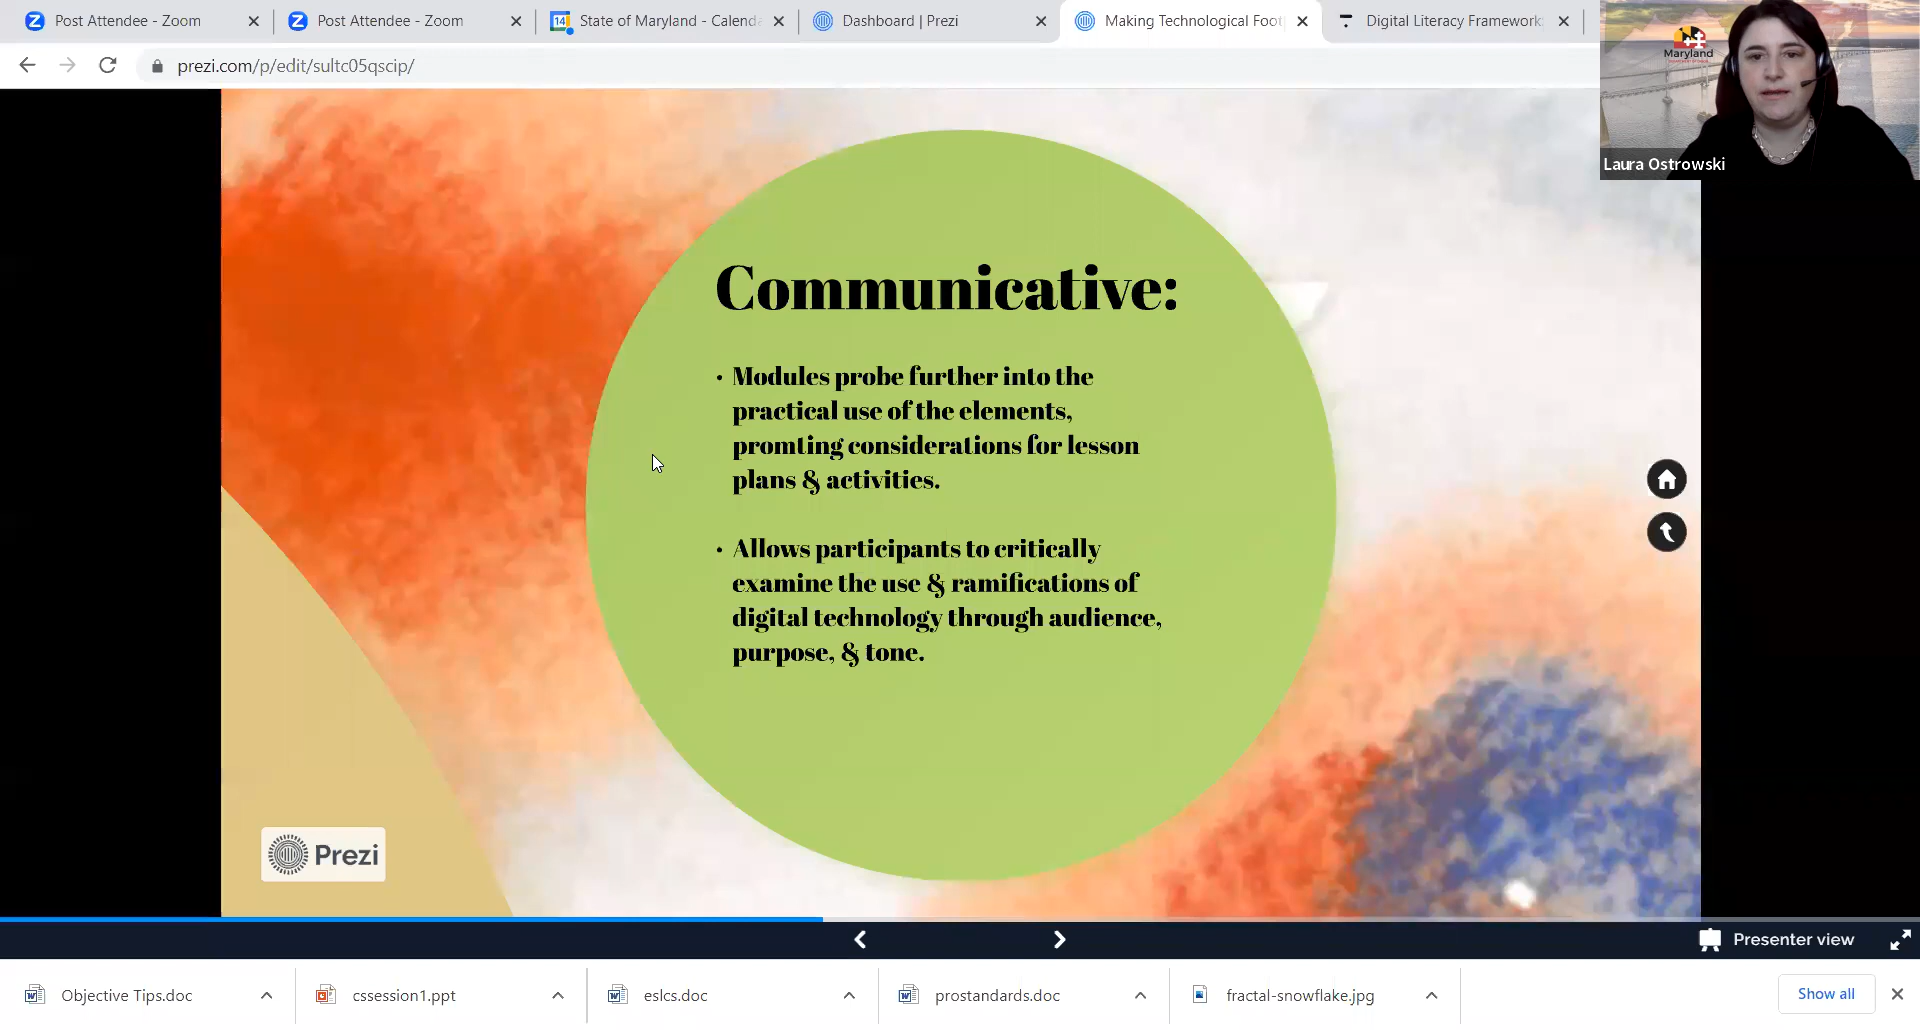 Post Attendee - Zoom
Post Attendee - Zoom
14
State of Maryland - Calenda
Dashboard | Prezi
Making Technological Foot
Digital Literacy Framework
prezi.com/p/edit/sultc05qscip/
Maryland
Laura Ostrowski
Communicative:
• Modules probe further into the
practical use of the elements,
promting considerations for lesson
plans & activities.
• Allows participants to critically
examine the use & ramifications of
digital technology through audience,
purpose, & tone.
Prezi
Presenter view
Objective Tips.doc
cssession1.ppt
eslcs.doc
prostandards.doc
fractal-snowflake.jpg
Show all